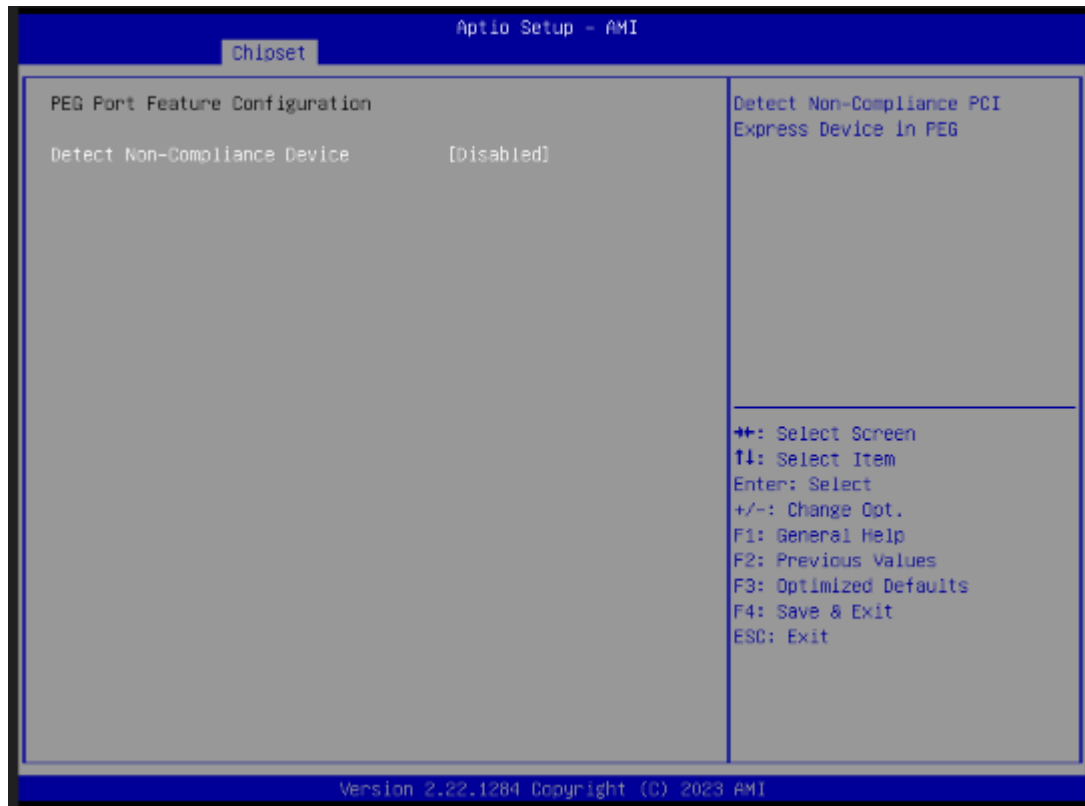 Aptio Setup – AMI
Chipset
PEG Port Feature Configuration
Detect Non-Compliance Device [Disabled]
Detect Non-Compliance PCI
Express Device in PEG
→←: Select Screen
↑↓: Select Item
Enter: Select
+/-: Change Opt.
F1: General Help
F2: Previous Values
F3: Optimized Defaults
F4: Save & Exit
ESC: Exit
Version 2.22.1284 Copyright (C) 2023 AMI